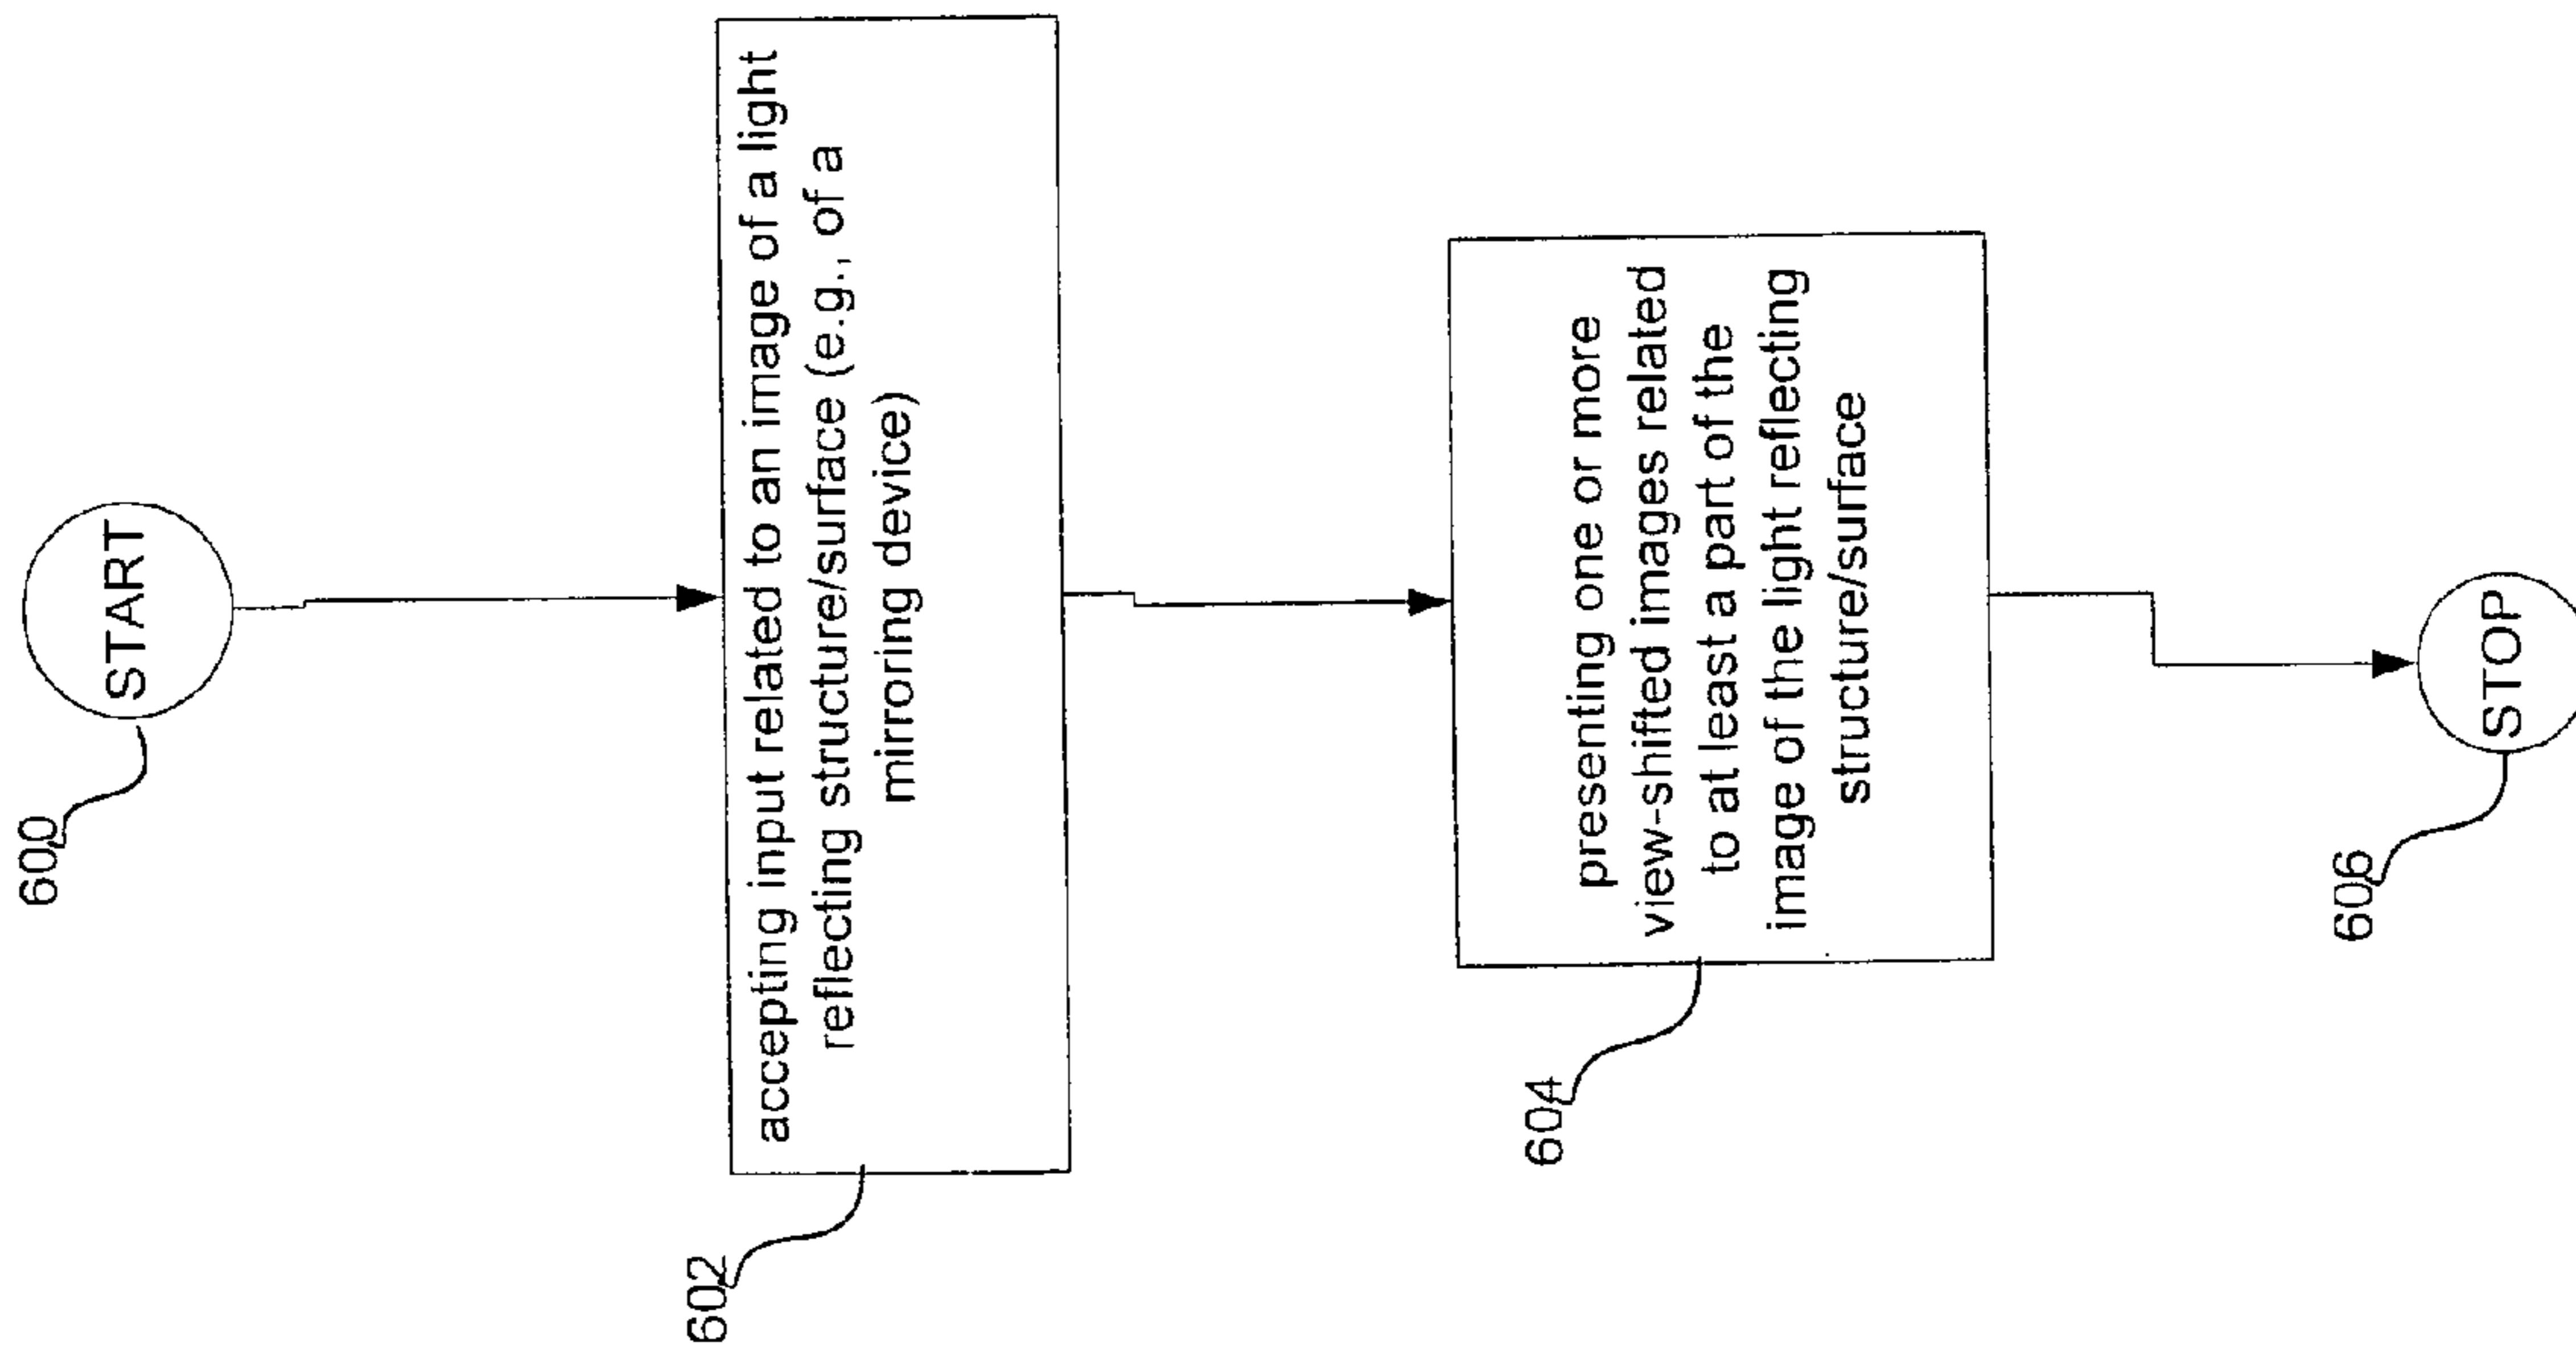 600
START
602
accepting input related to an image of a light
reflecting structure/surface (e.g., of a
mirroring device)
604
presenting one or more
view-shifted images related
to at least a part of the
image of the light reflecting
structure/surface
606
STOP